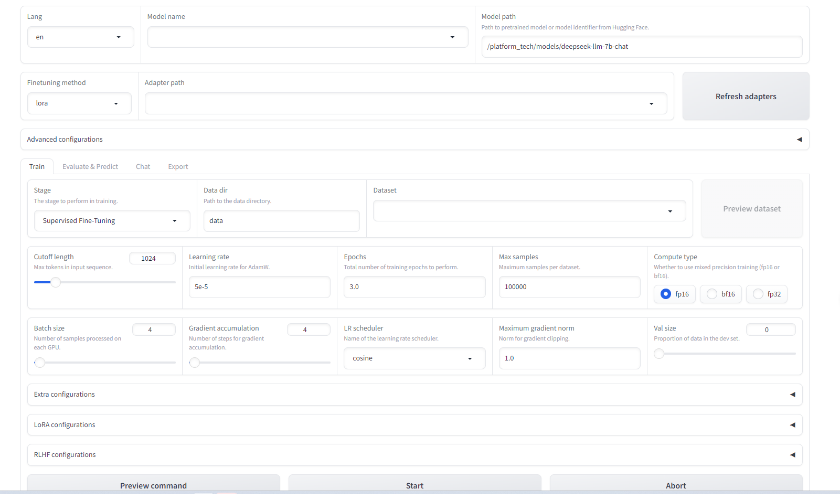 Lang
en
Model name
Model path
Path to pretrained model or model identifier from Hugging Face.
/platform_tech/models/deepseek-llm-7b-chat
Finetuning method
lora
Adapter path
Refresh adapters
Advanced configurations
Train
Evaluate & Predict
Chat
Export
Stage
The stage to perform in training.
Supervised Fine-Tuning
Data dir
Path to the data directory.
data
Dataset
Preview dataset
Cutoff length
1024
Max tokens in input sequence
Learning rate
Initial learning rate for AdamW.
5e-5
Epochs
Total number of training epochs to perform.
3.0
Max samples
Maximum samples per dataset.
100000
Compute type
Whether to use mixed precision training (fp16 or
bf16).
fp16
bf16
fp32
Batch size
4
Number of samples processed on
each GPU.
Gradient accumulation
4
Number of steps for gradient
accumulation.
LR scheduler
Name of the learning rate scheduler.
cosine
Maximum gradient norm
Norm for gradient clipping.
1.0
Val size
0
Proportion of data in the dev set.
Extra configurations
LoRA configurations
RLHF configurations
Preview command
Start
Abort